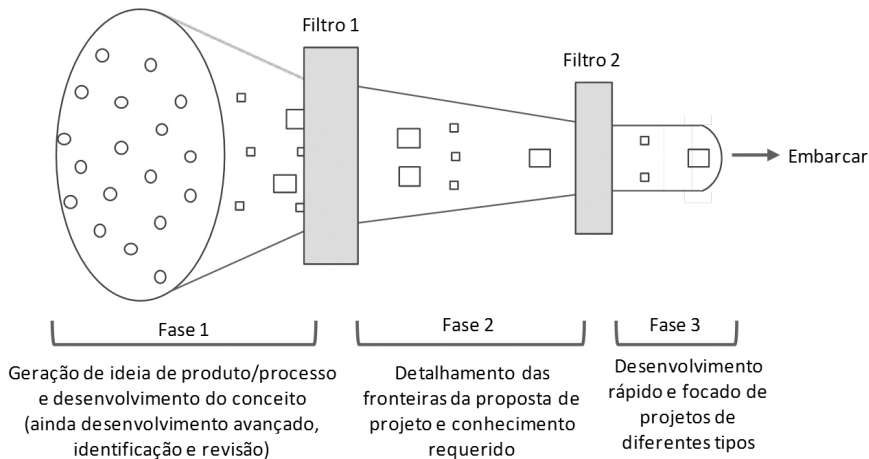 Filtro 1
Filtro 2
Embarcar
Fase 1
Fase 2
Fase 3
Geração de ideia de produto/processo
e desenvolvimento do conceito
(ainda desenvolvimento avançado,
identificação e revisão)
Detalhamento das
fronteiras da proposta de
projeto e conhecimento
requerido
Desenvolvimento
rápido e focado de
projetos de
diferentes tipos